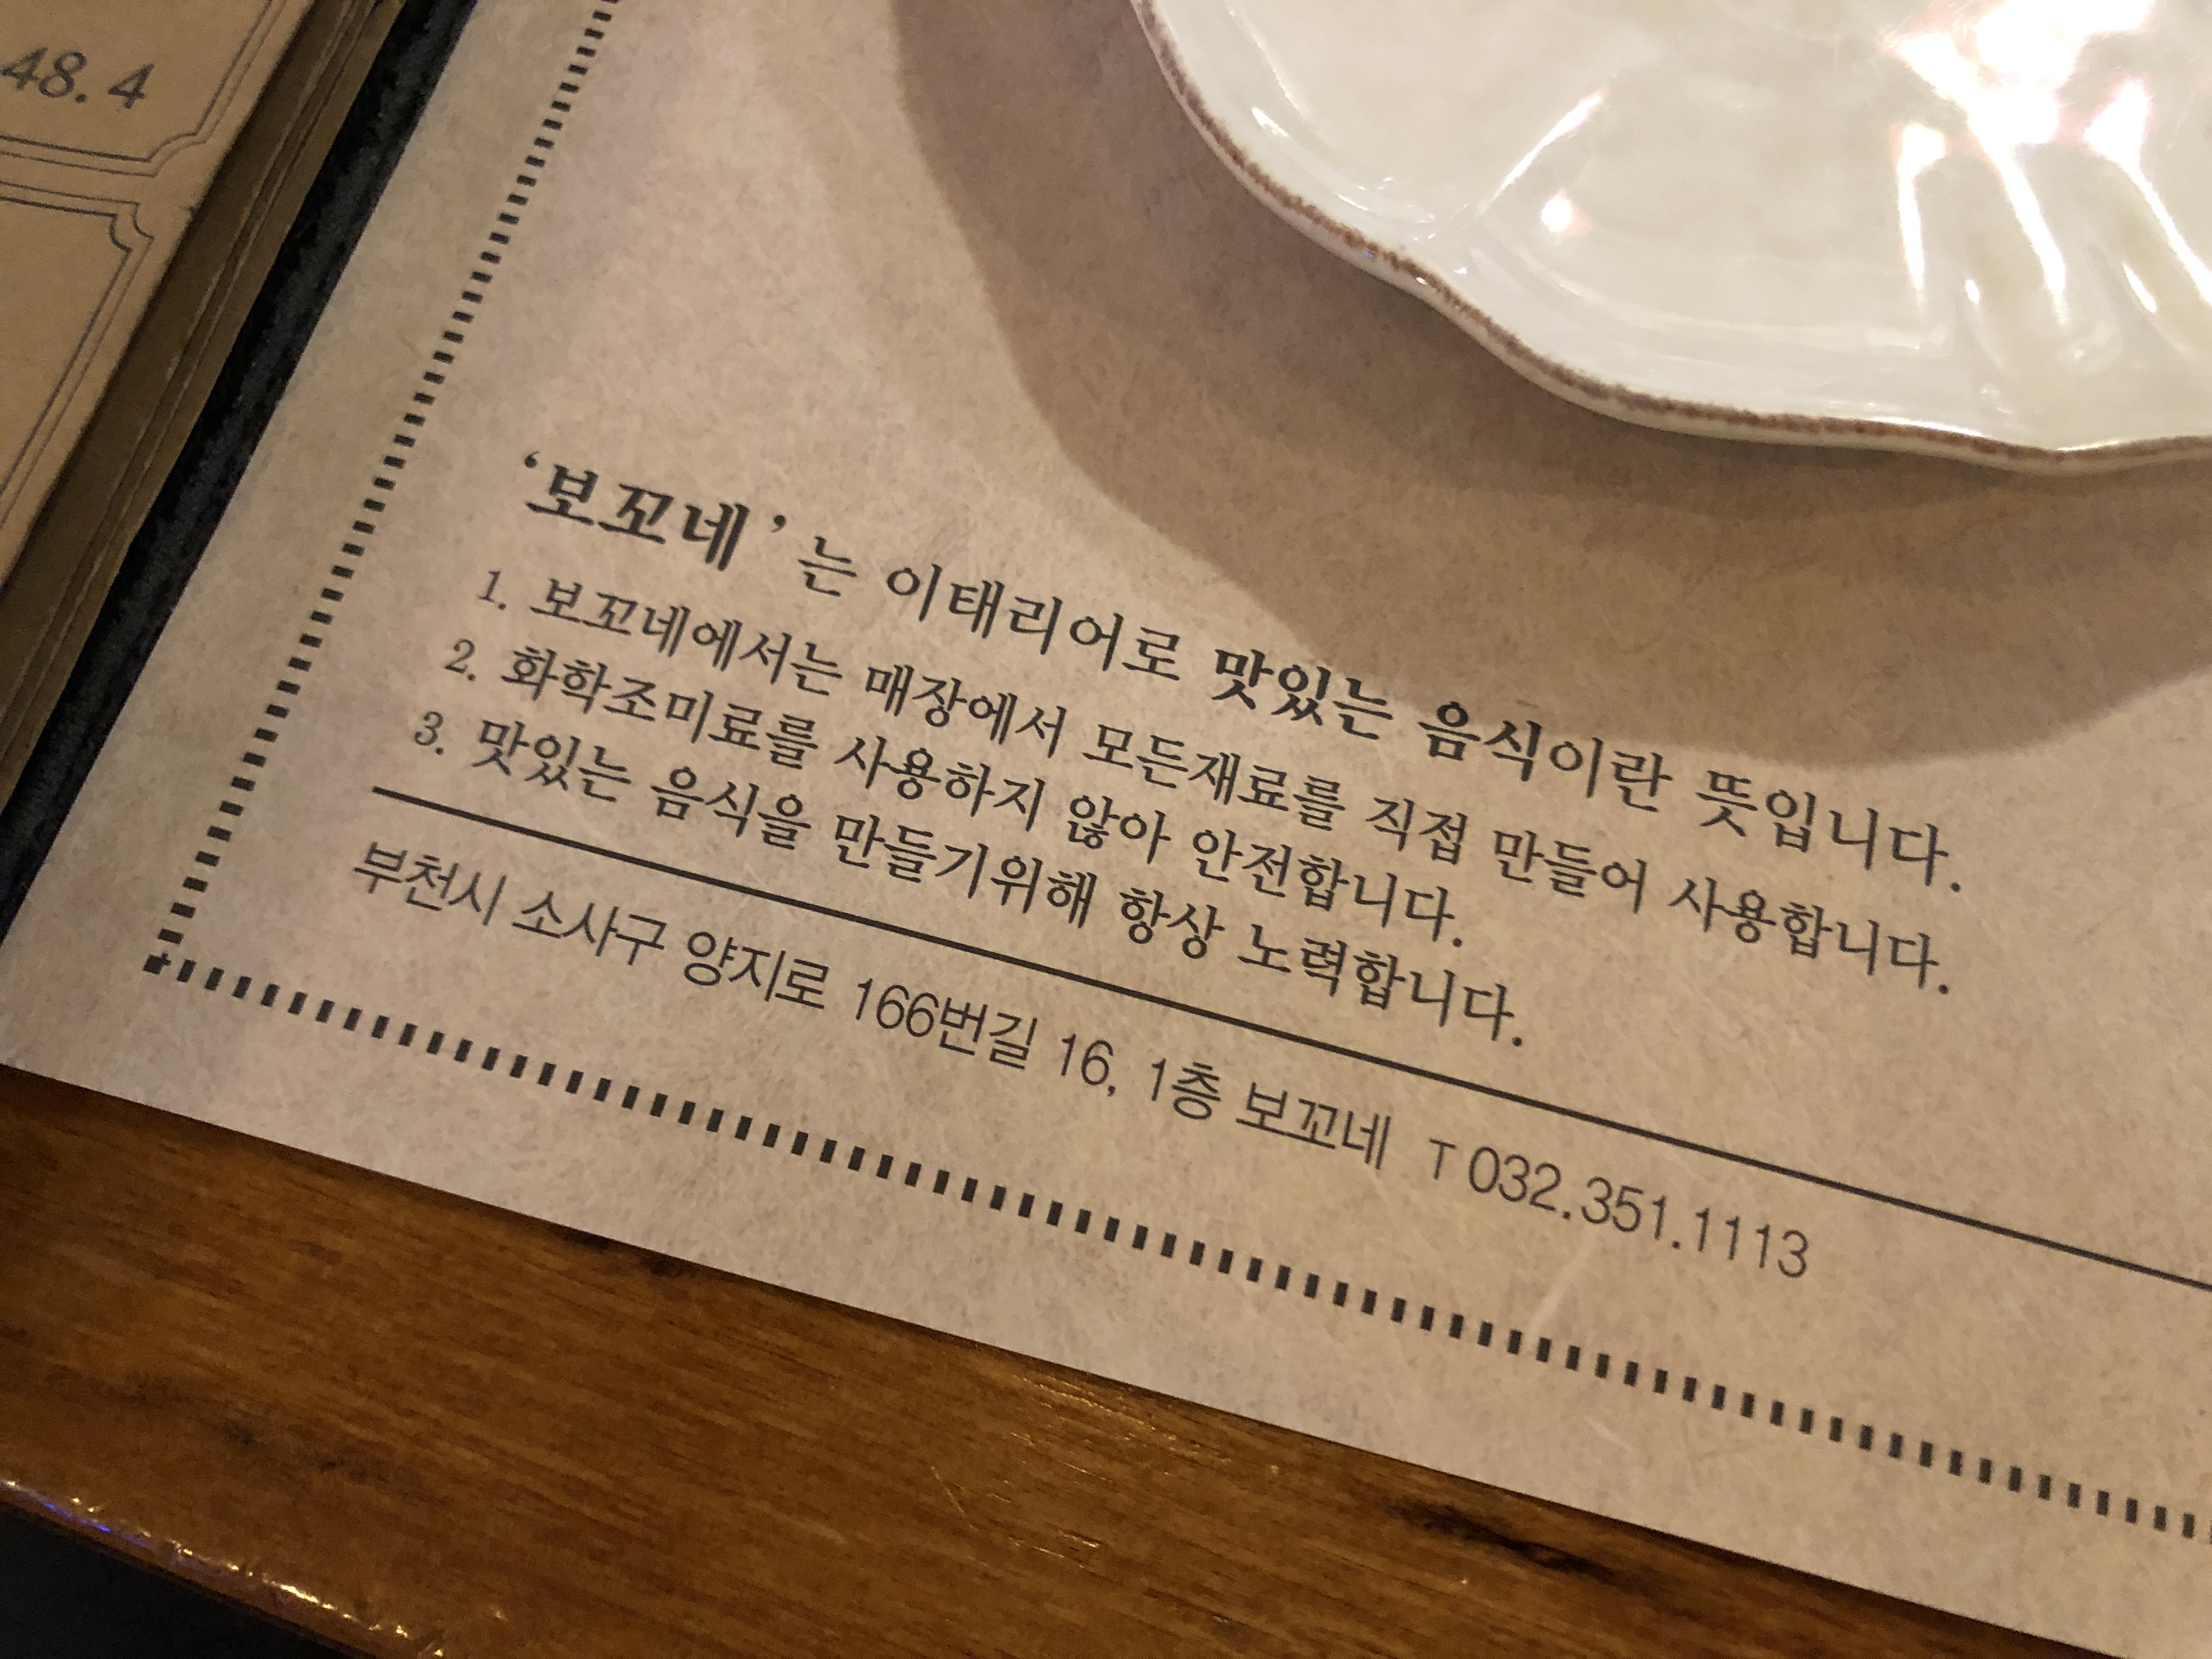 48.4
‘보꼬네’는 이태리어로 맛있는 음식이란 뜻입니다.
1. 보꼬네에서는 매장에서 모든재료를 직접 만들어 사용합니다.
2. 화학조미료를 사용하지 않아 안전합니다.
3. 맛있는 음식을 만들기위해 항상 노력합니다.
부천시 소사구 양지로 166번길 16, 1층 보꼬네 T 032.351.1113